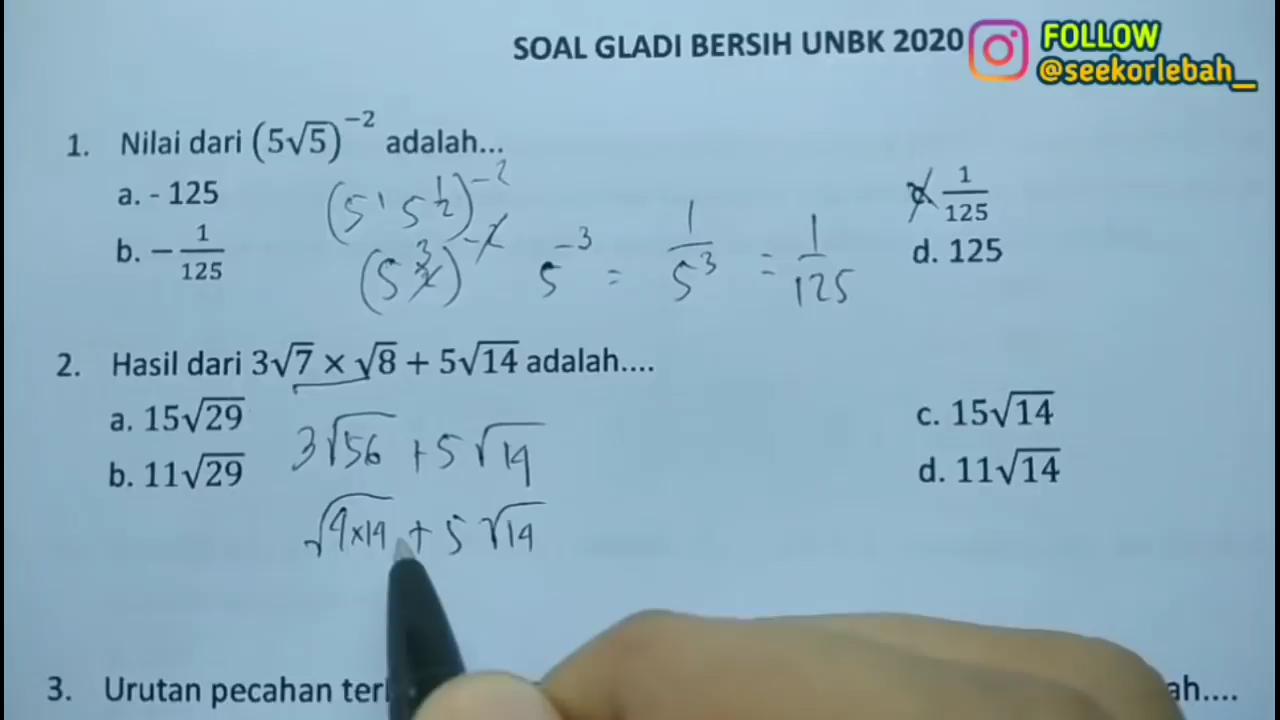 SOAL GLADI BERSIH UNBK 2020
FOLLOW
@seekorlebah_
1. Nilai dari (5√5)⁻² adalah...
a. - 125
b. - 1/125
1/125
d. 125
(5¹ 5^½)⁻²
(5^3/2)⁻² 5⁻³ = 1/5³ = 1/125
2. Hasil dari 3√7 × √8 + 5√14 adalah....
a. 15√29
b. 11√29
c. 15√14
d. 11√14
3√56 + 5√14
√4×14 + 5√14
3. Urutan pecahan